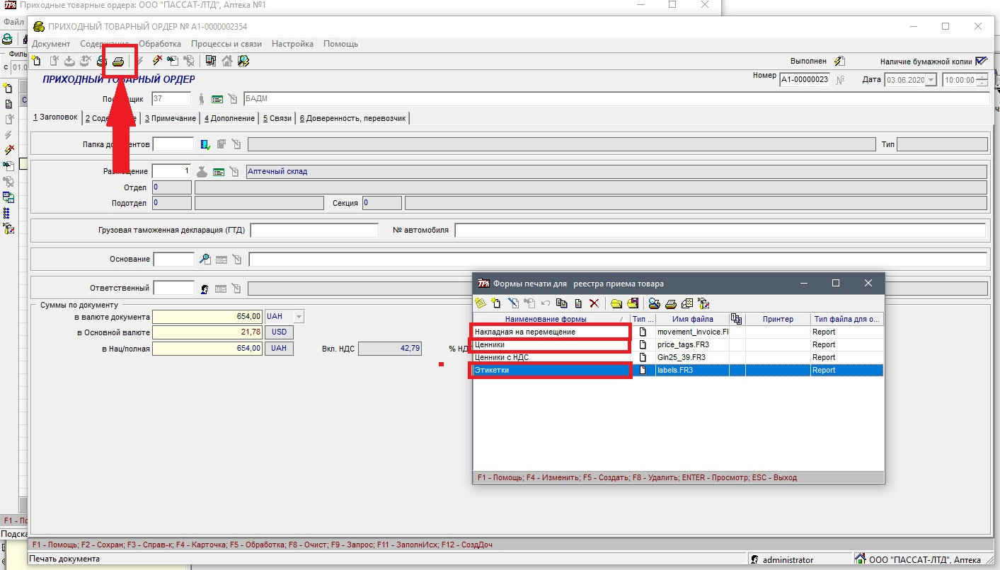 Приходные товарные ордера: ООО "ПАССАТ-ЛТД", Аптека №1
Файл
ПРИХОДНЫЙ ТОВАРНЫЙ ОРДЕР № А1-0000002354
Документ Содержание Обработка Процессы и связи Настройка Помощь
Выполнен Наличие бумажной копии
с 01.0
ПРИХОДНЫЙ ТОВАРНЫЙ ОРДЕР
Номер А1-00000023 № Дата 03.06.2020 10:00:00
37 БАДМ
1 Заголовок 3 Примечание 4 Дополнение 5 Связи 6 Доверенность, перевозчик
Папка документов Тип
Размещение 1 Аптечный склад
Отдел 0
Подотдел 0 Секция 0
Грузовая таможенная декларация (ГТД) № автомобиля
Основание
Ответственный
Суммы по документу
в валюте документа 654,00 UAH
в Основной валюте 21,78 USD
в Нац/полная 654,00 UAH Вкл. НДС 42,79 % НД
Формы печати для реестра приема товара
Наименование формы / Тип ... Имя файла Принтер Тип файла для о...
Накладная на перемещение movement_invoice.Fl Report
Ценники price_tags.FR3 Report
Ценники с НДС Gin25_39.FR3 Report
Этикетки labels.FR3 Report
F1 - Помощь; F4 - Изменить; F5 - Создать; F8 - Удалить; ENTER - Просмотр; ESC - Выход
F1 - По
Подска
F1 - Помощь; F2 - Сохран; F3 - Справ-к; F4 - Карточка; F5 - Обработка; F8 - Очист; F9 - Запрос; F11 - ЗаполнИсх; F12 - СоздДоч
Печать документа administrator ООО "ПАССАТ-ЛТД", Аптека